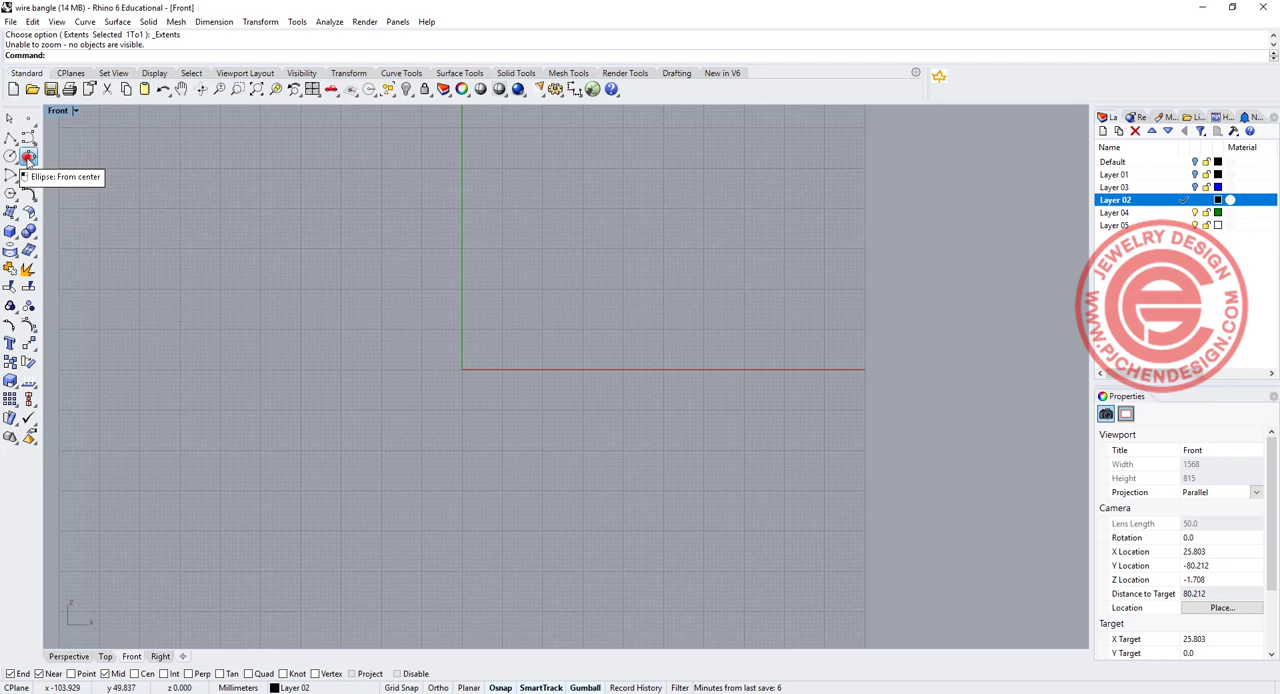 wire bangle (14 MB) - Rhino 6 Educational - [Front]
File Edit View Curve Surface Solid Mesh Dimension Transform Tools Analyze Render Panels Help
Choose option ( Extents Selected 1To1 ): _Extents
Unable to zoom - no objects are visible.
Command:
Standard CPlanes Set View Display Select Viewport Layout Visibility Transform Curve Tools Surface Tools Solid Tools Mesh Tools Render Tools Drafting New in V6
Front
La Re M... Li... H... N...
Name Material
Default
Layer 01
Layer 03
Layer 02
Layer 04
Layer 05
Ellipse: From center
JEWELRY DESIGN
WWW.PJCHENDESIGN.COM
Properties
Viewport
Title Front
Width 1568
Height 815
Projection Parallel
Camera
Lens Length 50.0
Rotation 0.0
X Location 25.803
Y Location -80.212
Z Location -1.708
Distance to Target 80.212
Location Place...
Target
X Target 25.803
Y Target 0.0
z
x
Perspective Top Front Right
End Near Point Mid Cen Int Perp Tan Quad Knot Vertex Project Disable
CPlane x -103.929 y 49.837 z 0.000 Millimeters Layer 02 Grid Snap Ortho Planar Osnap SmartTrack Gumball Record History Filter Minutes from last save: 6